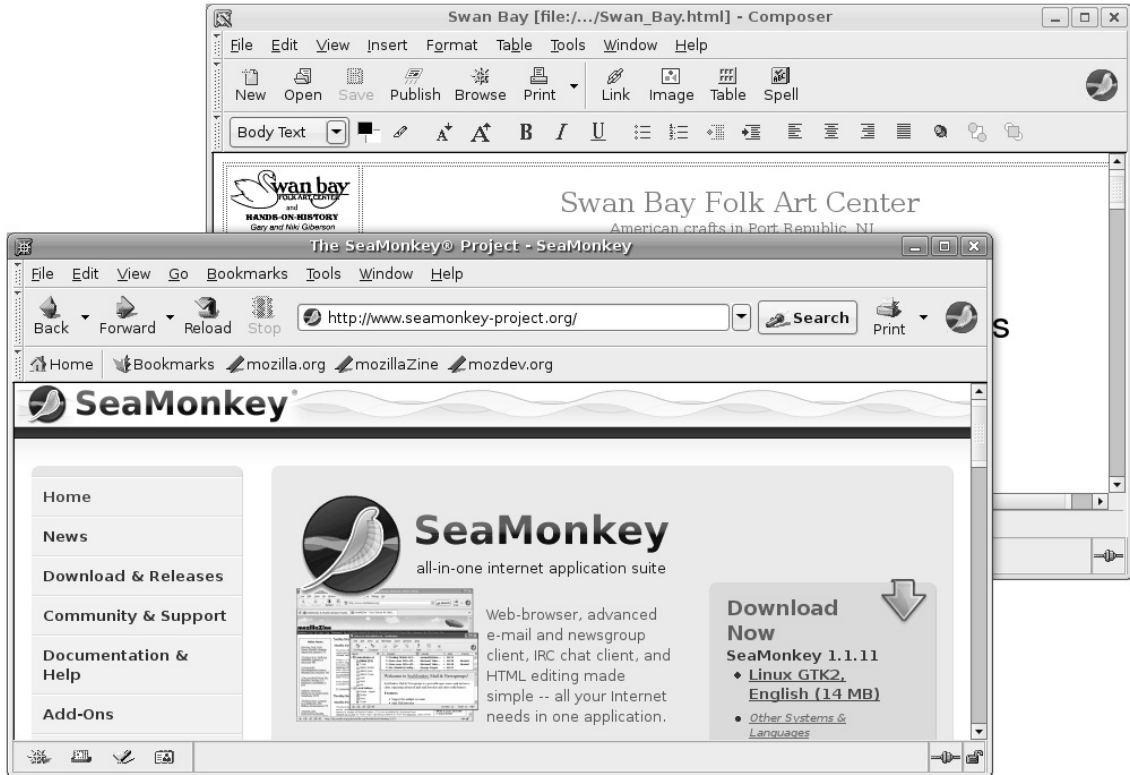 Swan Bay [file:/.../Swan_Bay.html] - Composer
File Edit View Insert Format Table Tools Window Help
New Open Save Publish Browse Print Link Image Table Spell
Body Text
B I U
Swan bay
FOLK ART CENTER
and
HANDS-ON-HISTORY
Gary and Niki Giberson
Swan Bay Folk Art Center
American crafts in Port Republic, NJ
s
The SeaMonkey® Project - SeaMonkey
File Edit View Go Bookmarks Tools Window Help
Back Forward Reload Stop http://www.seamonkey-project.org/ Search Print
Home Bookmarks mozilla.org mozillaZine mozdev.org
SeaMonkey®
Home
News
Download & Releases
Community & Support
Documentation &
Help
Add-Ons
SeaMonkey
all-in-one internet application suite
Web-browser, advanced
e-mail and newsgroup
client, IRC chat client, and
HTML editing made
simple -- all your Internet
needs in one application.
Download
Now
SeaMonkey 1.1.11
Linux GTK2,
English (14 MB)
Other Systems &
Languages